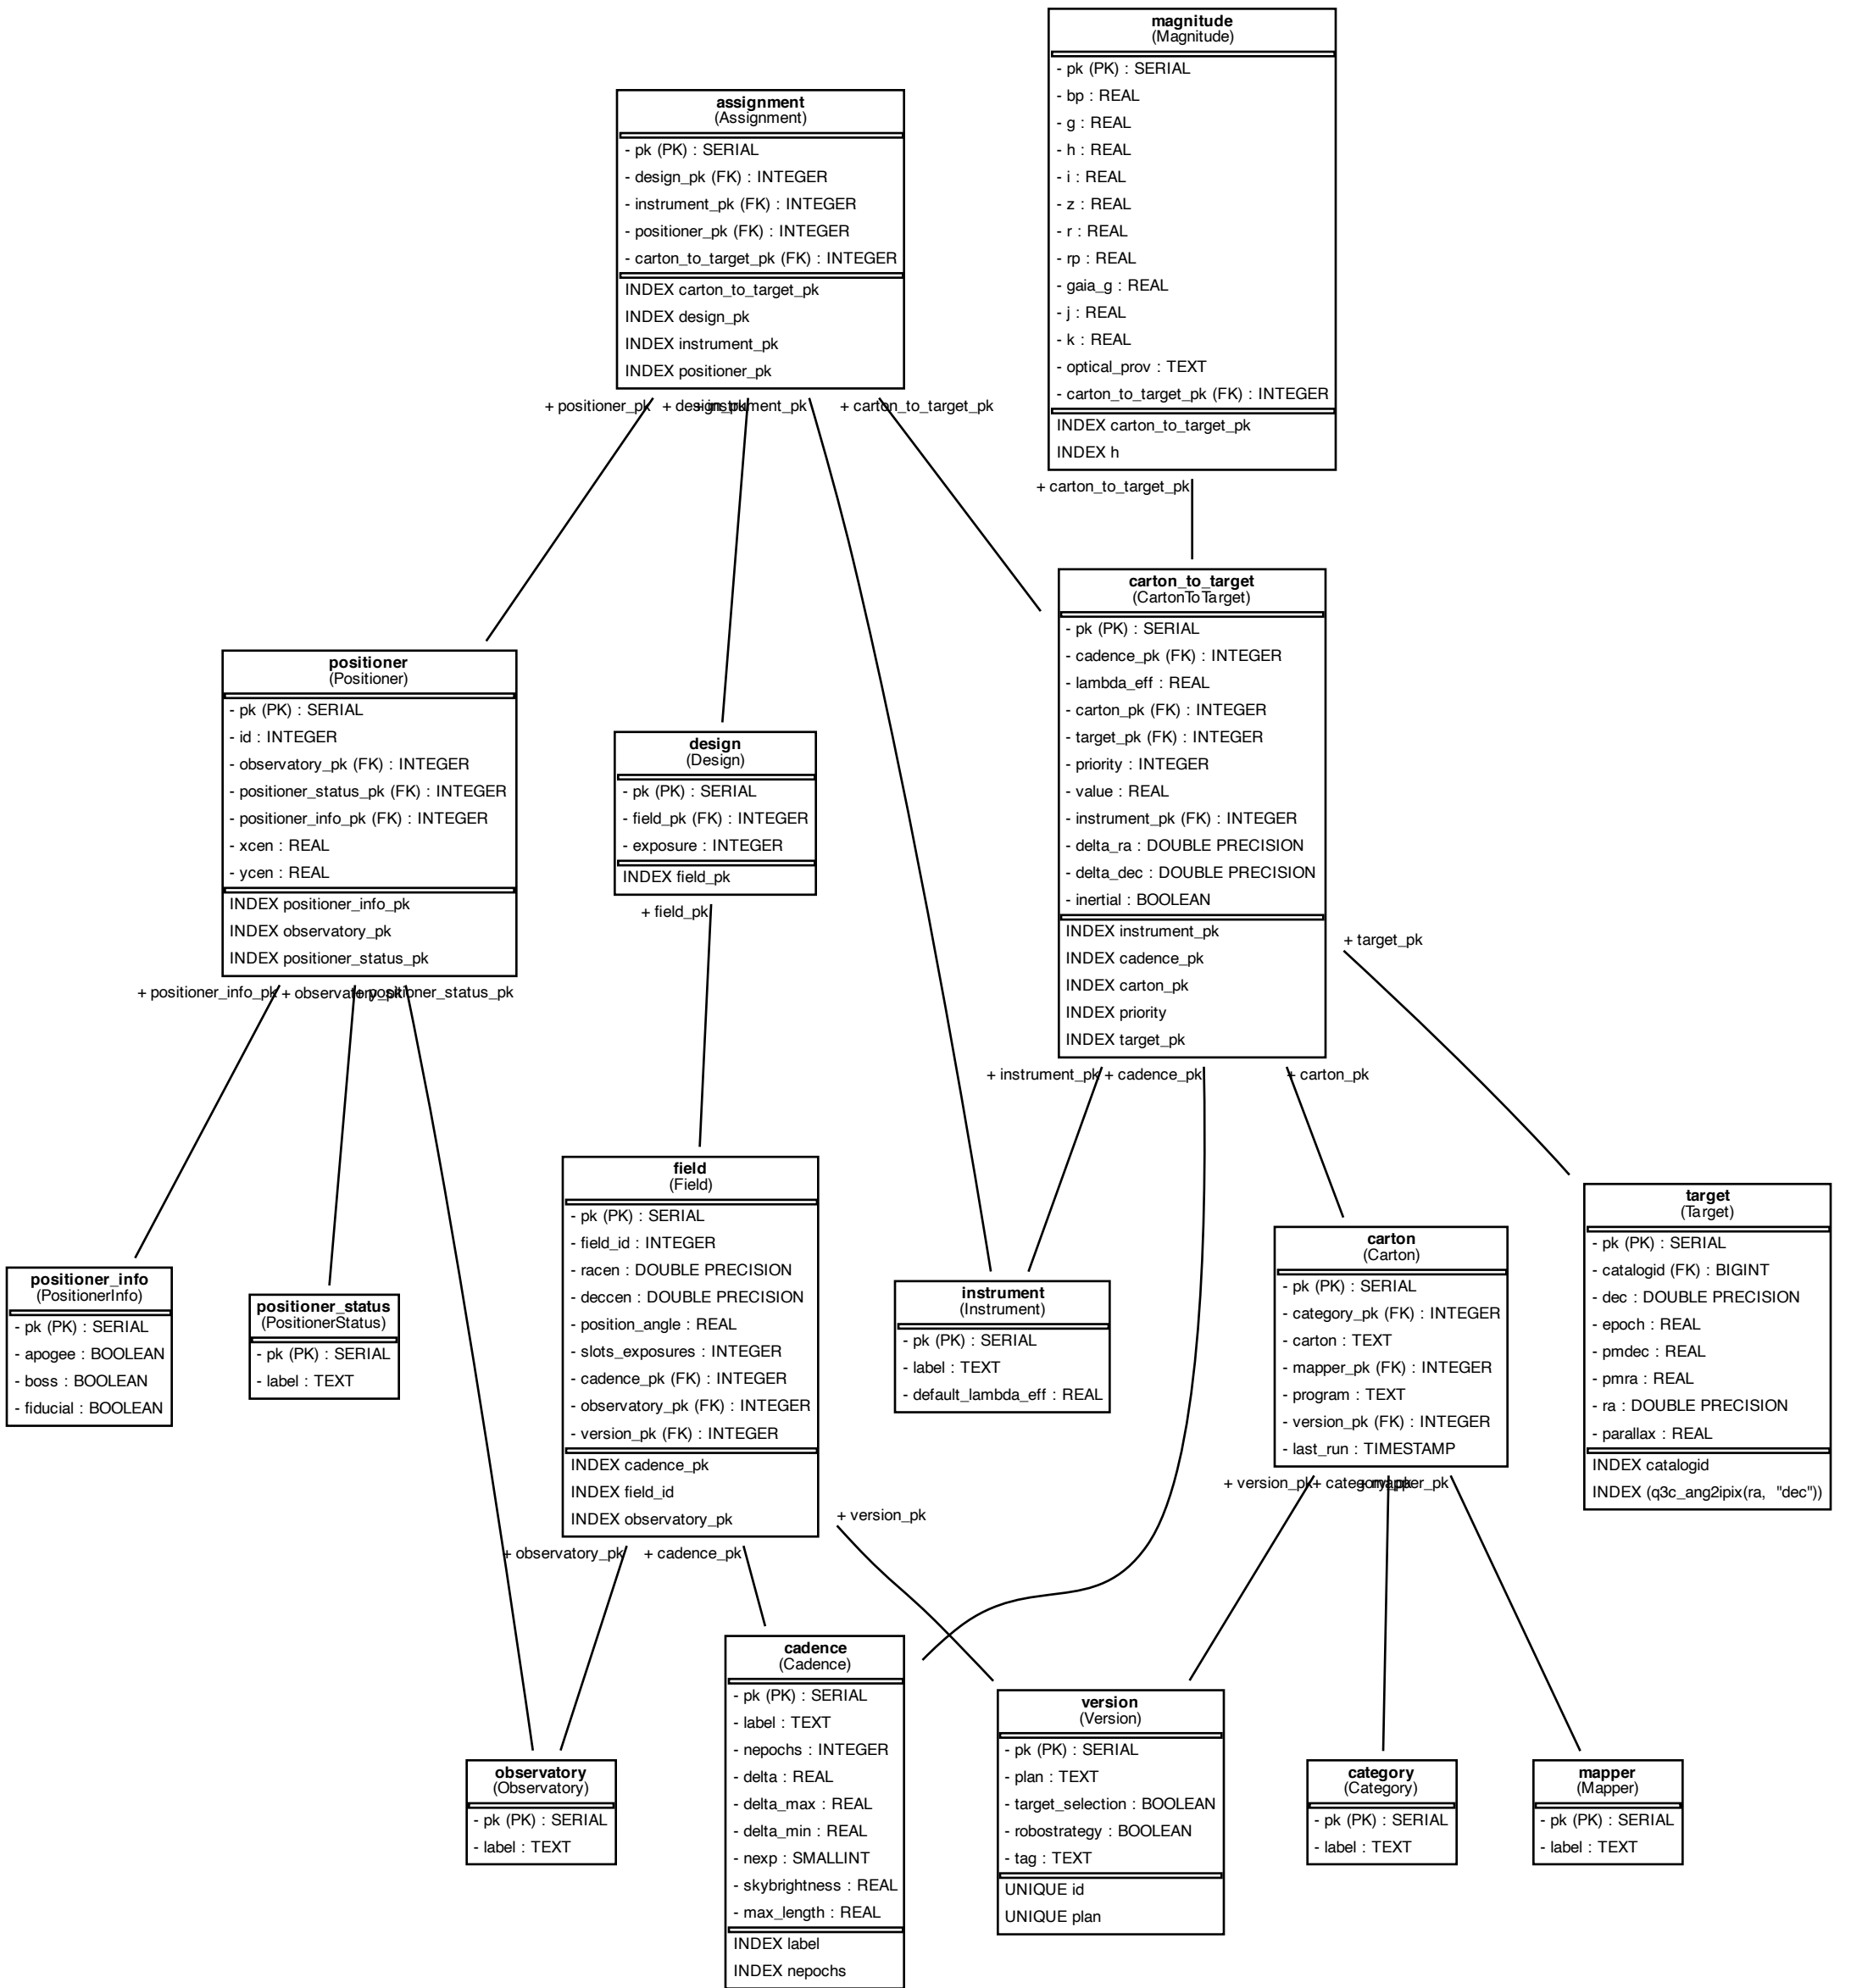 magnitude
(Magnitude)
- pk (PK) : SERIAL
- bp : REAL
- g : REAL
- h : REAL
- i : REAL
- z : REAL
- r : REAL
- rp : REAL
- gaia_g : REAL
- j : REAL
- k : REAL
- optical_prov : TEXT
- carton_to_target_pk (FK) : INTEGER
INDEX carton_to_target_pk
INDEX h
+ carton_to_target_pk
assignment
(Assignment)
- pk (PK) : SERIAL
- design_pk (FK) : INTEGER
- instrument_pk (FK) : INTEGER
- positioner_pk (FK) : INTEGER
- carton_to_target_pk (FK) : INTEGER
INDEX carton_to_target_pk
INDEX design_pk
INDEX instrument_pk
INDEX positioner_pk
+ positioner_pk
+ design_pk
+ instrument_pk
+ carton_to_target_pk
carton_to_target
(CartonToTarget)
- pk (PK) : SERIAL
- cadence_pk (FK) : INTEGER
- lambda_eff : REAL
- carton_pk (FK) : INTEGER
- target_pk (FK) : INTEGER
- priority : INTEGER
- value : REAL
- instrument_pk (FK) : INTEGER
- delta_ra : DOUBLE PRECISION
- delta_dec : DOUBLE PRECISION
- inertial : BOOLEAN
INDEX instrument_pk
INDEX cadence_pk
INDEX carton_pk
INDEX priority
INDEX target_pk
+ target_pk
+ instrument_pk
+ cadence_pk
+ carton_pk
positioner
(Positioner)
- pk (PK) : SERIAL
- id : INTEGER
- observatory_pk (FK) : INTEGER
- positioner_status_pk (FK) : INTEGER
- positioner_info_pk (FK) : INTEGER
- xcen : REAL
- ycen : REAL
INDEX positioner_info_pk
INDEX observatory_pk
INDEX positioner_status_pk
+ positioner_info_pk
+ observatory_pk
+ positioner_status_pk
design
(Design)
- pk (PK) : SERIAL
- field_pk (FK) : INTEGER
- exposure : INTEGER
INDEX field_pk
+ field_pk
field
(Field)
- pk (PK) : SERIAL
- field_id : INTEGER
- racen : DOUBLE PRECISION
- deccen : DOUBLE PRECISION
- position_angle : REAL
- slots_exposures : INTEGER
- cadence_pk (FK) : INTEGER
- observatory_pk (FK) : INTEGER
- version_pk (FK) : INTEGER
INDEX cadence_pk
INDEX field_id
INDEX observatory_pk
+ version_pk
+ observatory_pk
+ cadence_pk
positioner_info
(PositionerInfo)
- pk (PK) : SERIAL
- apogee : BOOLEAN
- boss : BOOLEAN
- fiducial : BOOLEAN
positioner_status
(PositionerStatus)
- pk (PK) : SERIAL
- label : TEXT
instrument
(Instrument)
- pk (PK) : SERIAL
- label : TEXT
- default_lambda_eff : REAL
carton
(Carton)
- pk (PK) : SERIAL
- category_pk (FK) : INTEGER
- carton : TEXT
- mapper_pk (FK) : INTEGER
- program : TEXT
- version_pk (FK) : INTEGER
- last_run : TIMESTAMP
+ version_pk
+ category_pk
+ mapper_pk
target
(Target)
- pk (PK) : SERIAL
- catalogid (FK) : BIGINT
- dec : DOUBLE PRECISION
- epoch : REAL
- pmdec : REAL
- pmra : REAL
- ra : DOUBLE PRECISION
- parallax : REAL
INDEX catalogid
INDEX (q3c_ang2ipix(ra, "dec"))
observatory
(Observatory)
- pk (PK) : SERIAL
- label : TEXT
cadence
(Cadence)
- pk (PK) : SERIAL
- label : TEXT
- nepochs : INTEGER
- delta : REAL
- delta_max : REAL
- delta_min : REAL
- nexp : SMALLINT
- skybrightness : REAL
- max_length : REAL
INDEX label
INDEX nepochs
version
(Version)
- pk (PK) : SERIAL
- plan : TEXT
- target_selection : BOOLEAN
- robostrategy : BOOLEAN
- tag : TEXT
UNIQUE id
UNIQUE plan
category
(Category)
- pk (PK) : SERIAL
- label : TEXT
mapper
(Mapper)
- pk (PK) : SERIAL
- label : TEXT